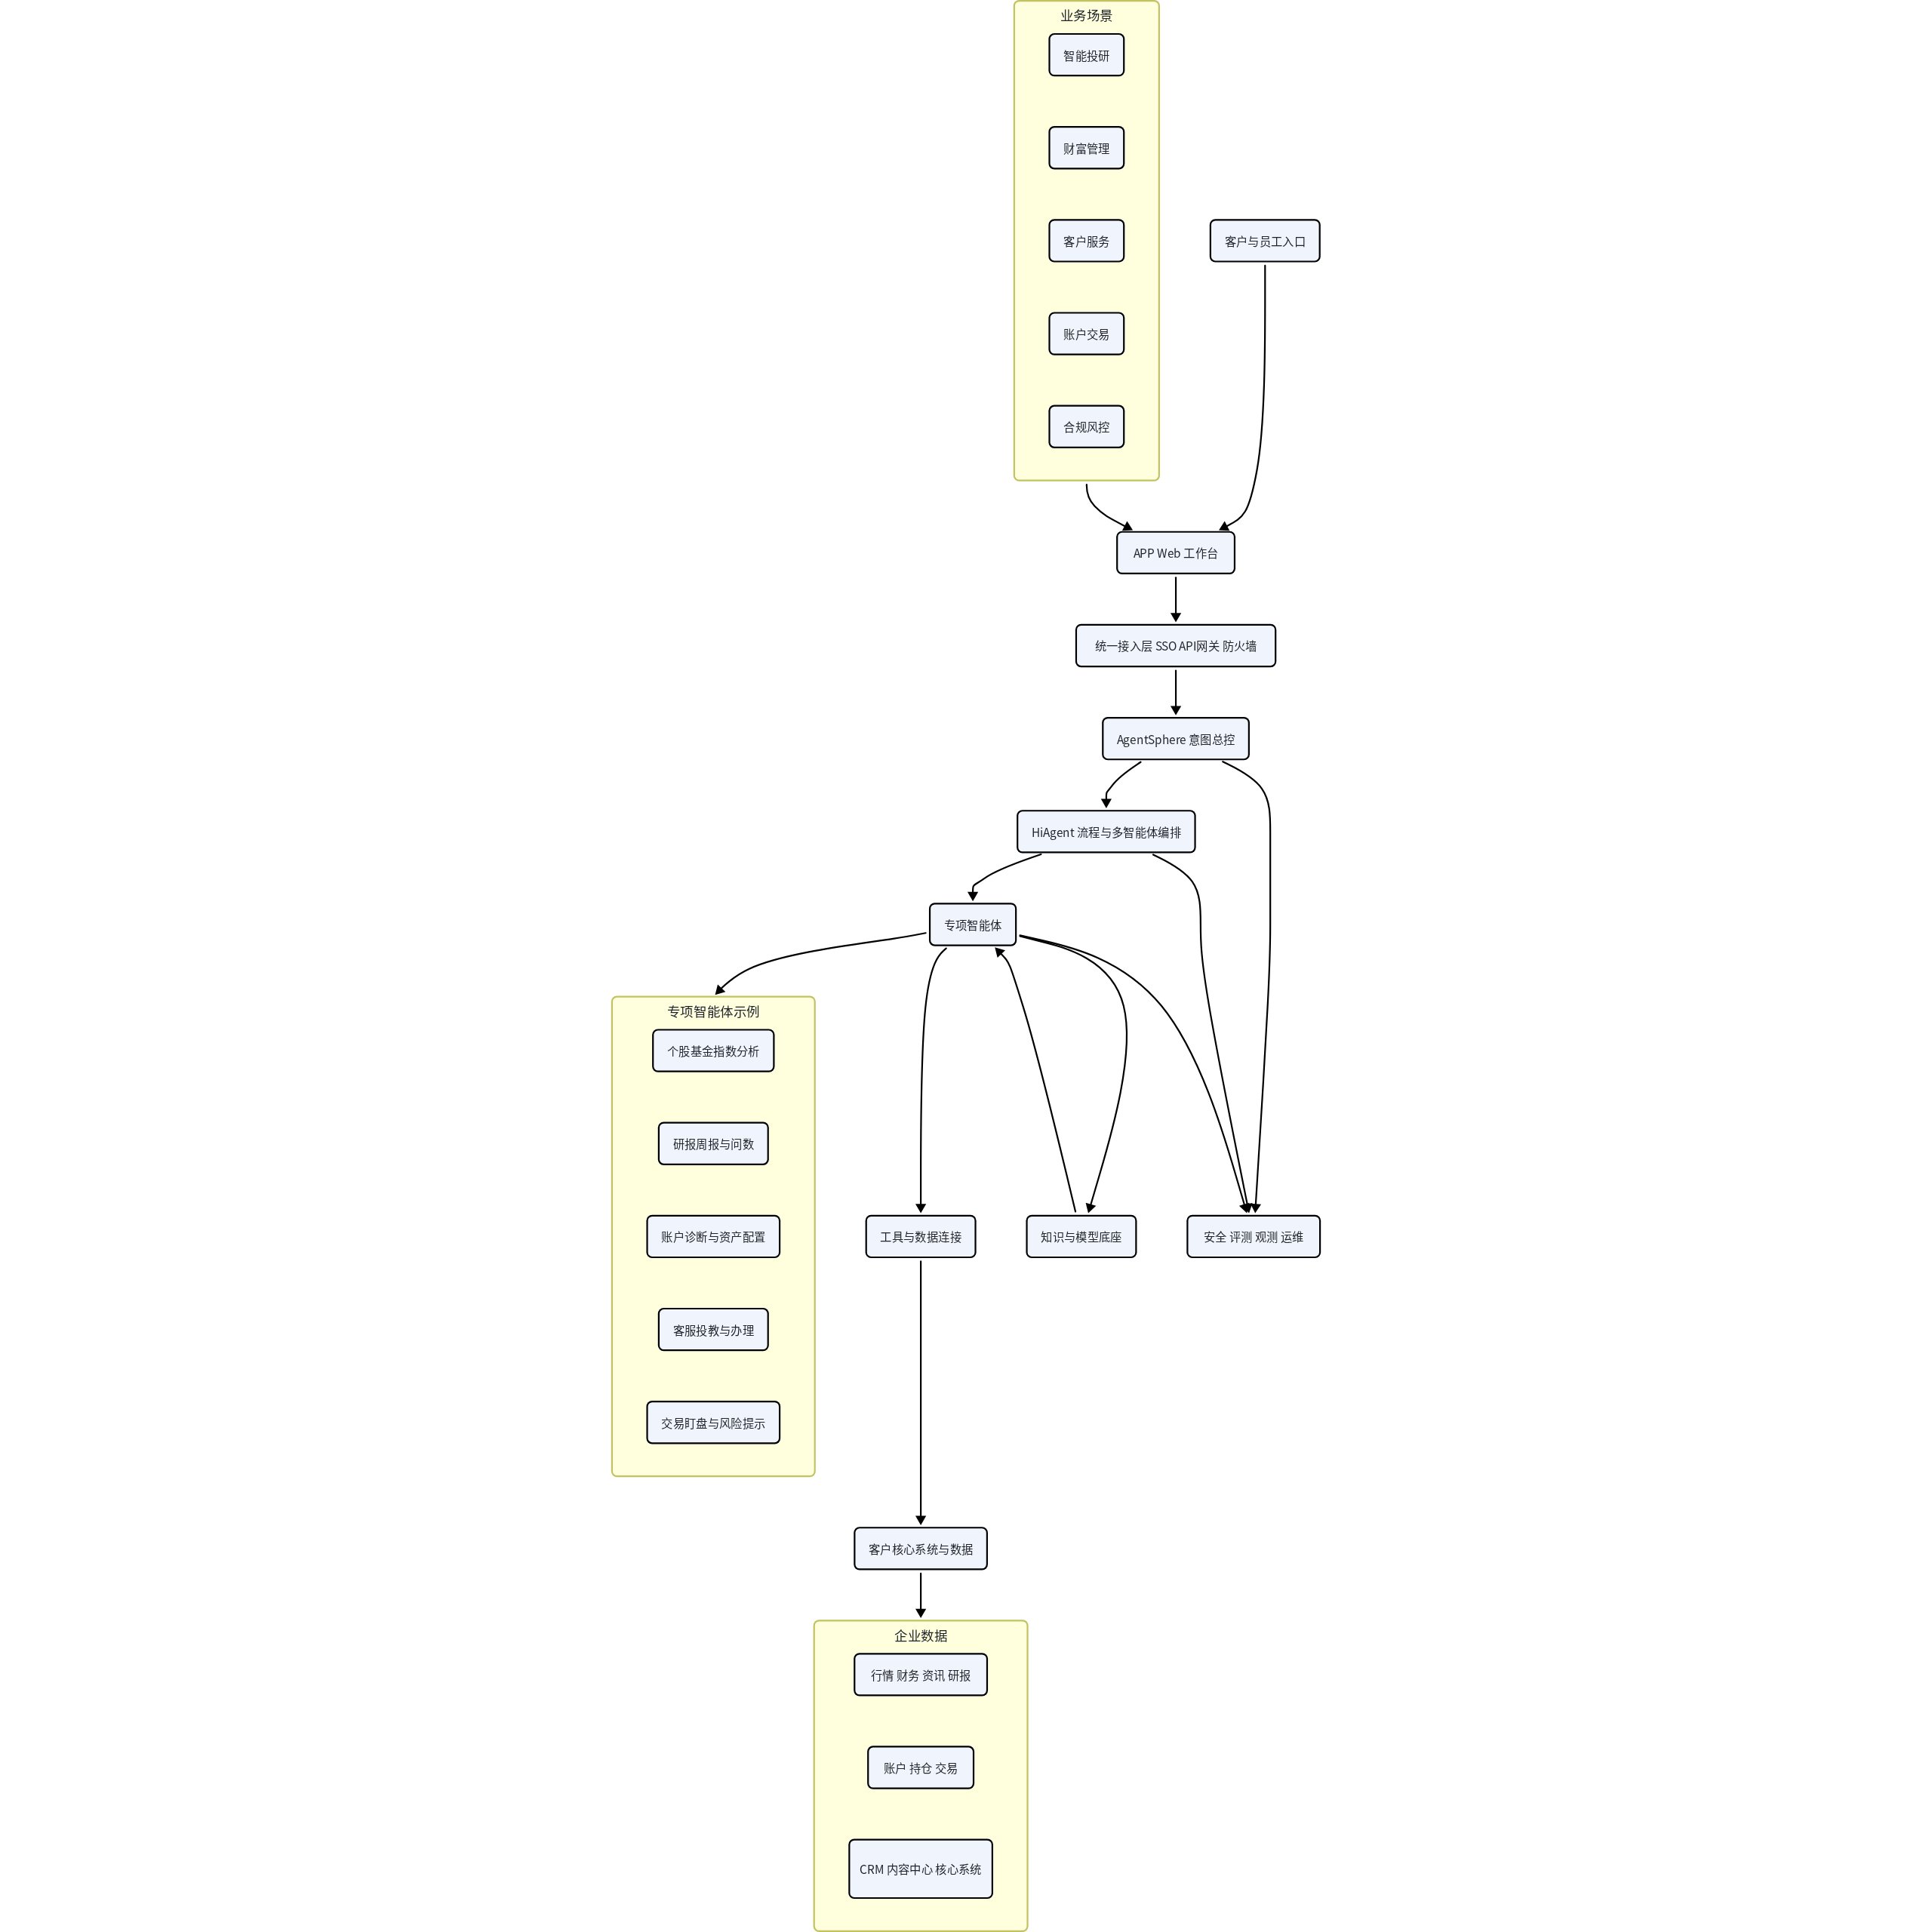 业务场景
智能投研
财富管理
客户服务
客户与员工入口
账户交易
合规风控
APP Web 工作台
统一接入层 SSO API网关 防火墙
AgentSphere 意图总控
HiAgent 流程与多智能体编排
专项智能体
专项智能体示例
个股基金指数分析
研报周报与问数
账户诊断与资产配置
工具与数据连接
知识与模型底座
安全 评测 观测 运维
客服投教与办理
交易盯盘与风险提示
客户核心系统与数据
企业数据
行情 财务 资讯 研报
账户 持仓 交易
CRM 内容中心 核心系统